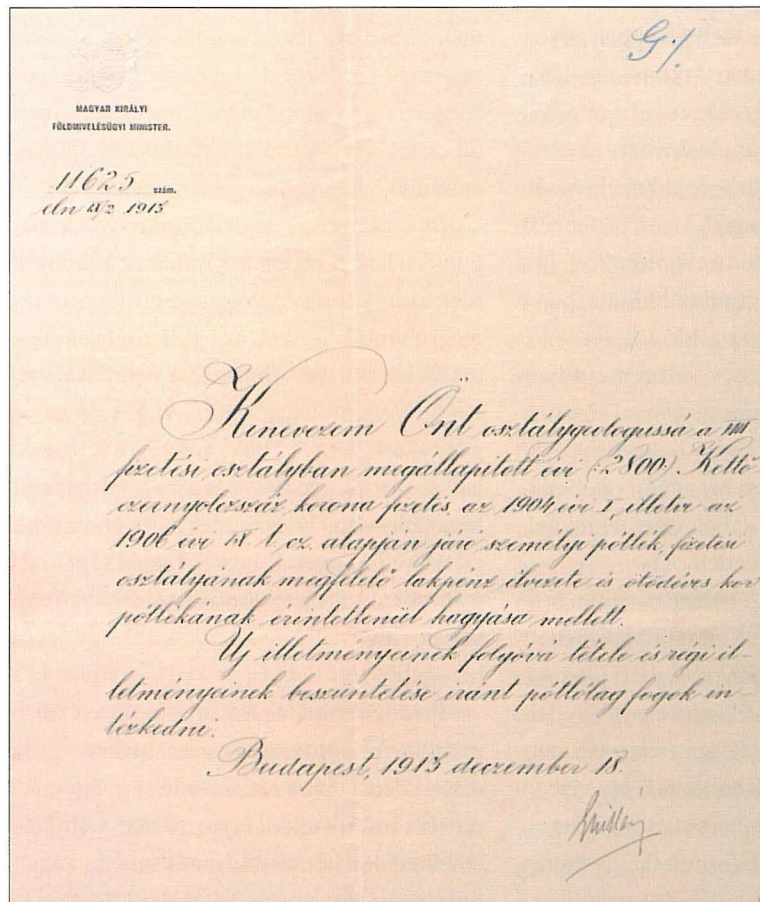 G./.
MAGYAR KIRÁLYI
FÖLDMIVELÉSÜGYI MINISTER.
11625 szám.
eln IX/2 1913
Kinevezem Önt osztálygeologussá a VIII
fizetési osztályban megállapitott évi (:2800:) Kettő
ezernyolczszáz korona fizetés, az 1904 évi I, illetve az
1906 évi IX t. cz. alapján járó személyi pótlék, fizetési
osztályának megfelelő lakpénz élvezete és ötödéves kor
pótlékának érintetlenül hagyása mellett.
Uj illetményeinek folyóvá tétele és régi il-
letményeinek beszüntetése iránt pótlólag fogok in-
tézkedni.
Budapest, 1913 deczember 18.